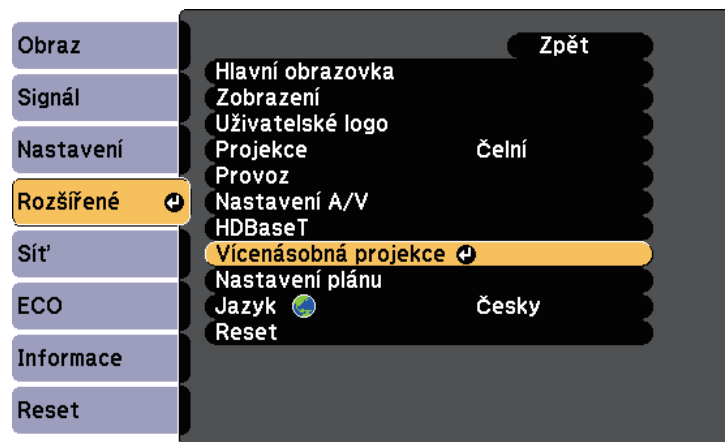 Obraz
Signál
Nastavení
Rozšířené
Síť
ECO
Informace
Reset
Zpět
Hlavní obrazovka
Zobrazení
Uživatelské logo
Projekce Čelní
Provoz
Nastavení A/V
HDBaseT
Vícenásobná projekce
Nastavení plánu
Jazyk Česky
Reset